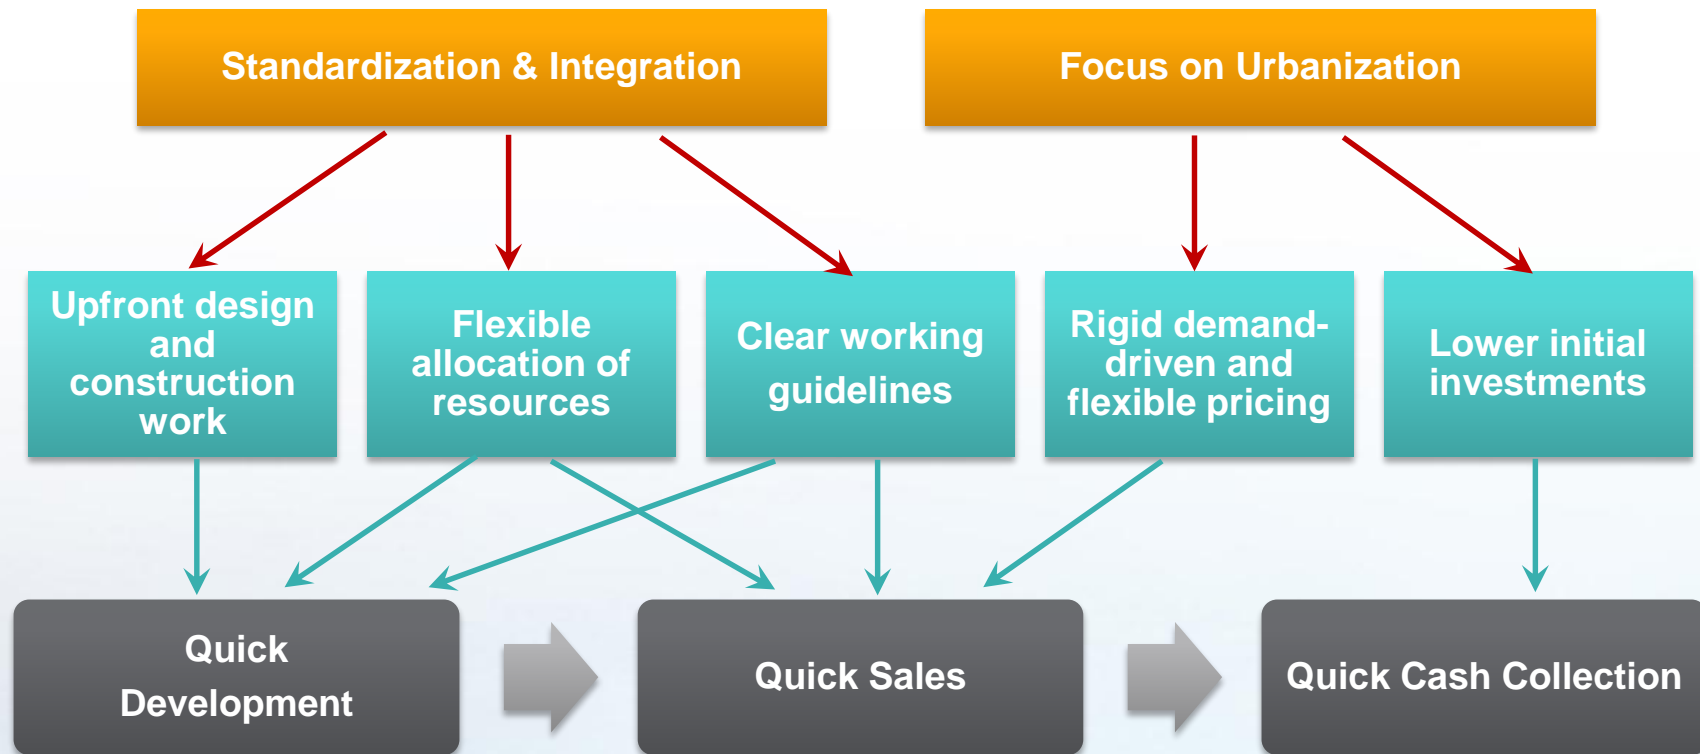 Standardization & Integration
Focus on Urbanization
Upfront design
and
construction
work
Flexible
allocation of
resources
Clear working
guidelines
Rigid demand-
driven and
flexible pricing
Lower initial
investments
Quick
Development
Quick Sales
Quick Cash Collection